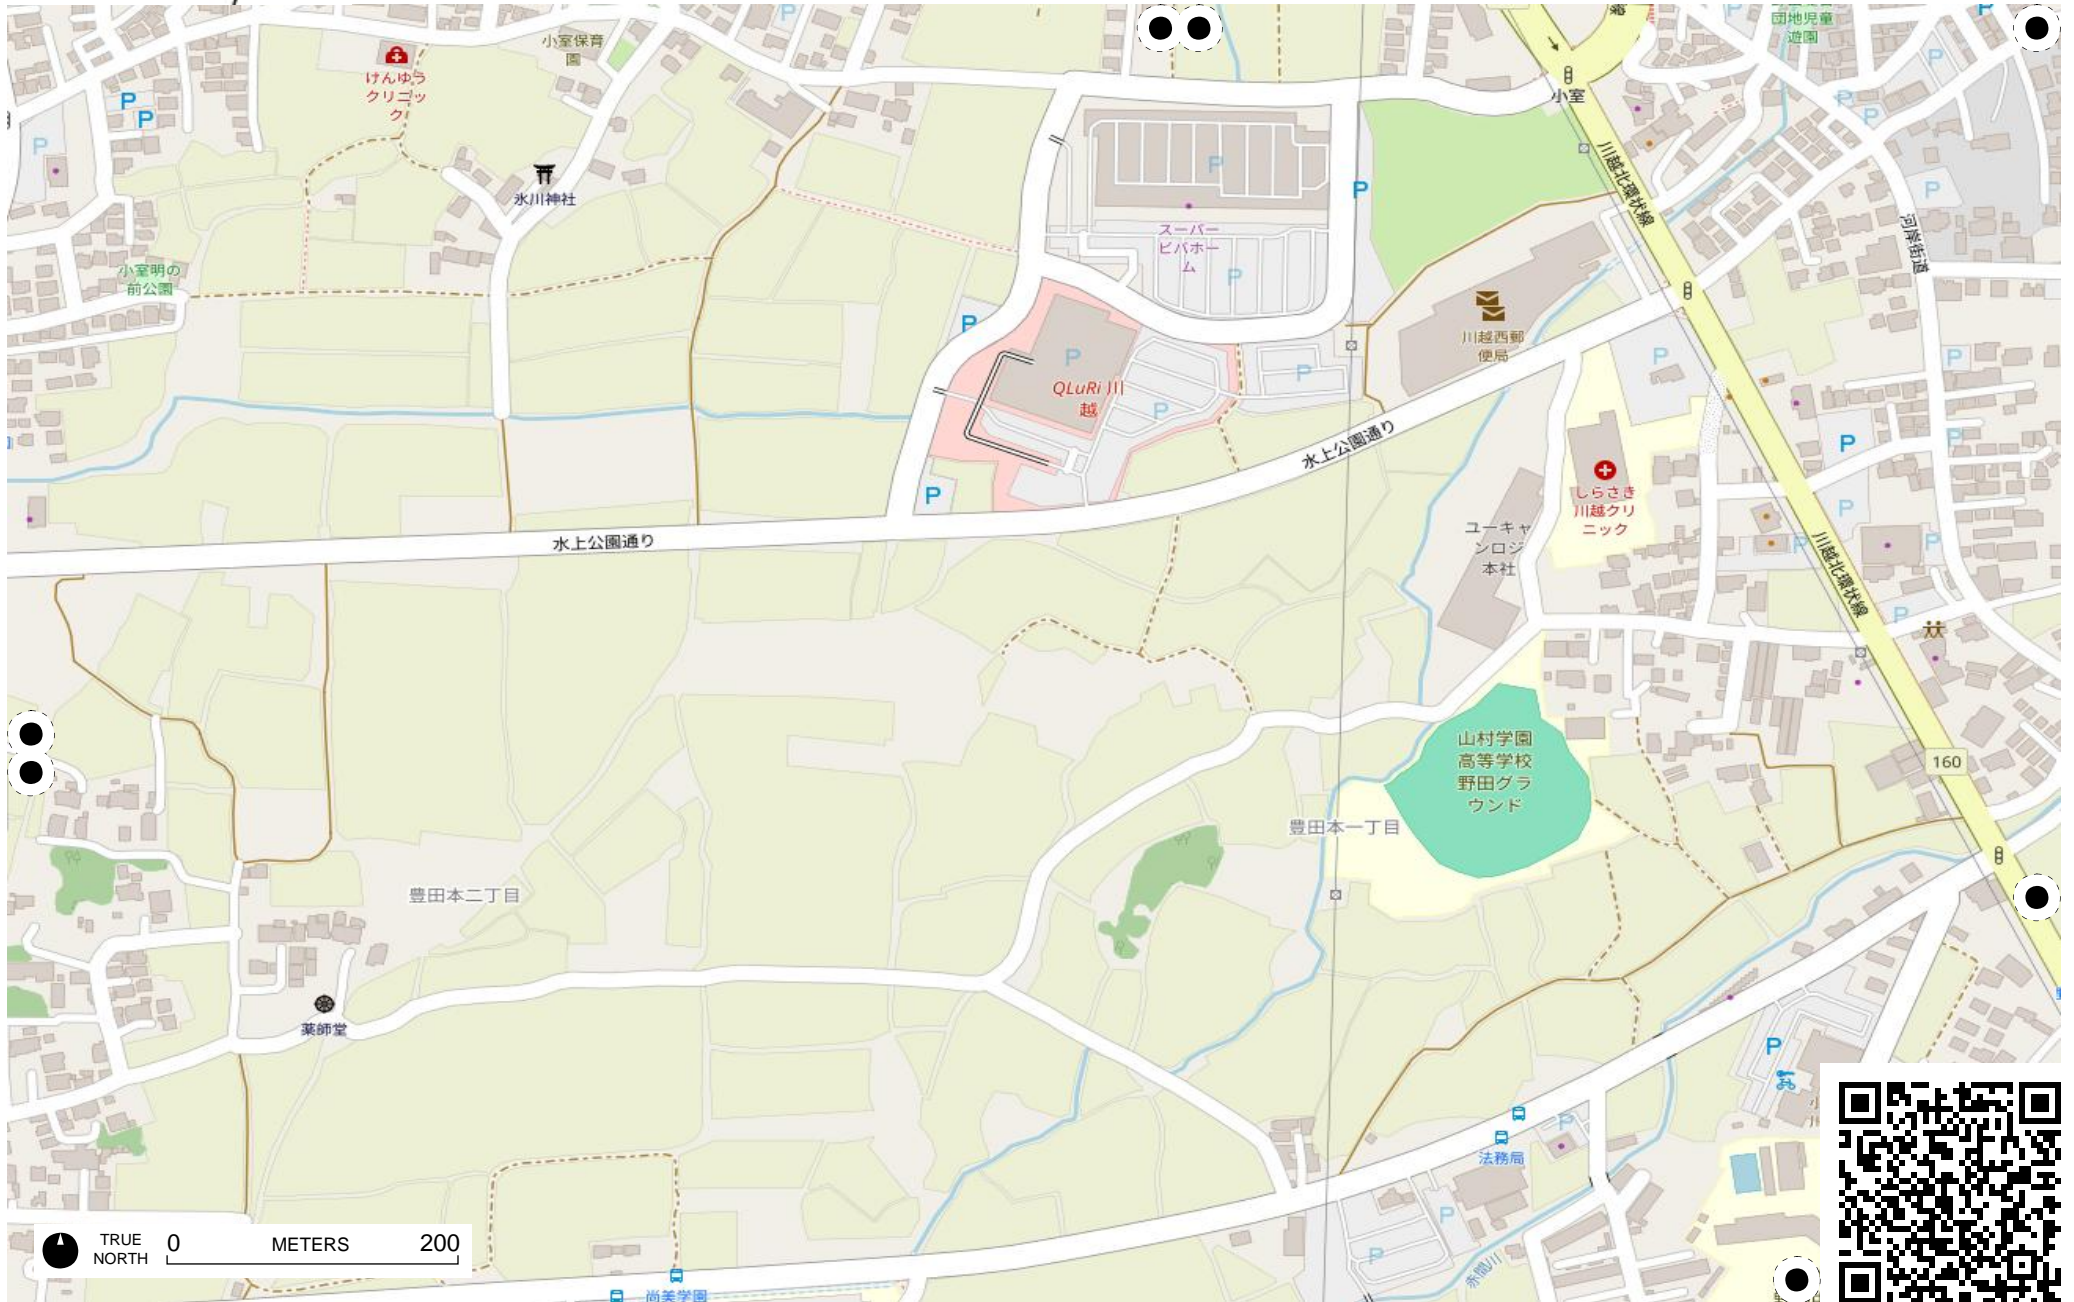 団地児童
遊園
小室保育
園
けんゆう
クリニッ
ク
P
P
P
P
P
P
P
小室
川越北環状線
氷川神社
P
P
P
P
スーパー
ビバホー
ム
P
河岸街道
小室明の
前公園
P
川越西郵
便局
P
QLuRi 川
越
P
P
P
P
水上公園通り
P
P
P
しらさき
川越クリ
ニック
P
P
水上公園通り
ユーキャ
ンロジ
本社
P
P
川越北環状線
P
山村学園
高等学校
野田グラ
ウンド
160
豊田本一丁目
豊田本二丁目
薬師堂
P
P
法務局
P
P
赤間川
TRUE
NORTH
0
METERS
200
尚美学園